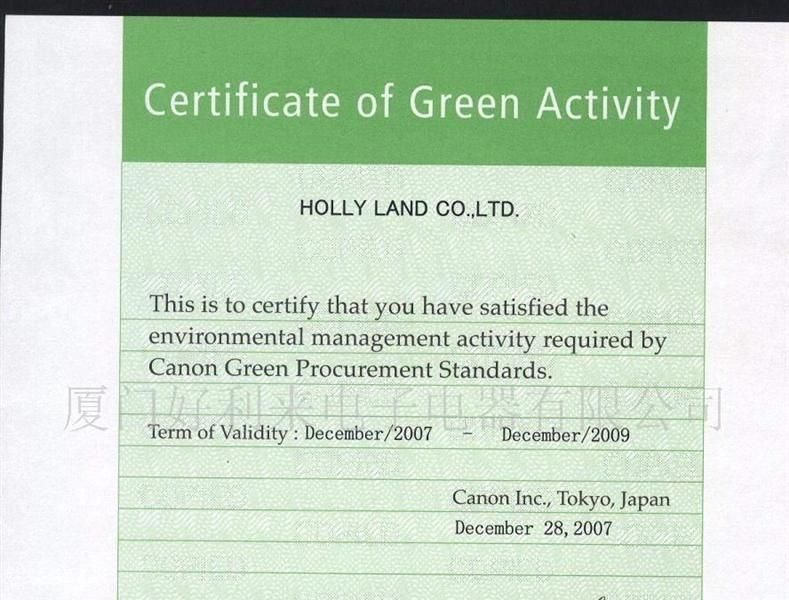 Certificate of Green Activity
HOLLY LAND CO.,LTD.
This is to certify that you have satisfied the
environmental management activity required by
Canon Green Procurement Standards.
厦门好利来电子电器有限公司
Term of Validity : December/2007 – December/2009
Canon Inc., Tokyo, Japan
December 28,2007